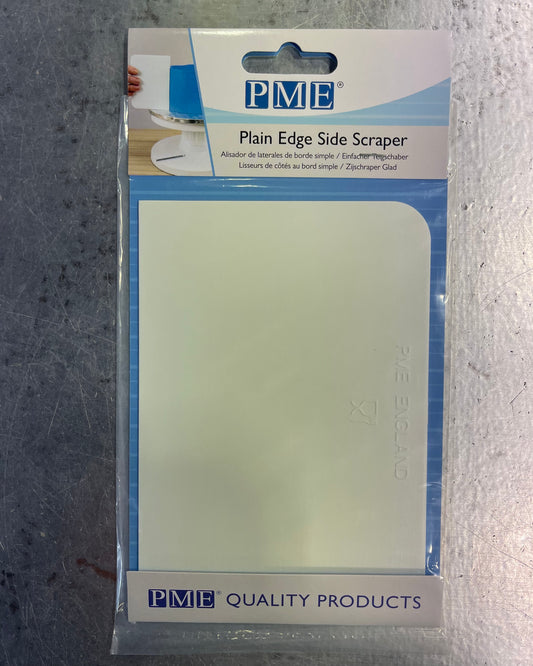 PME®
Plain Edge Side Scraper
Alisador de laterales de borde simple / Einfacher Teigschaber
Lisseurs de côtés au bord simple / Zijschraper Glad
PME ENGLAND
PME® QUALITY PRODUCTS